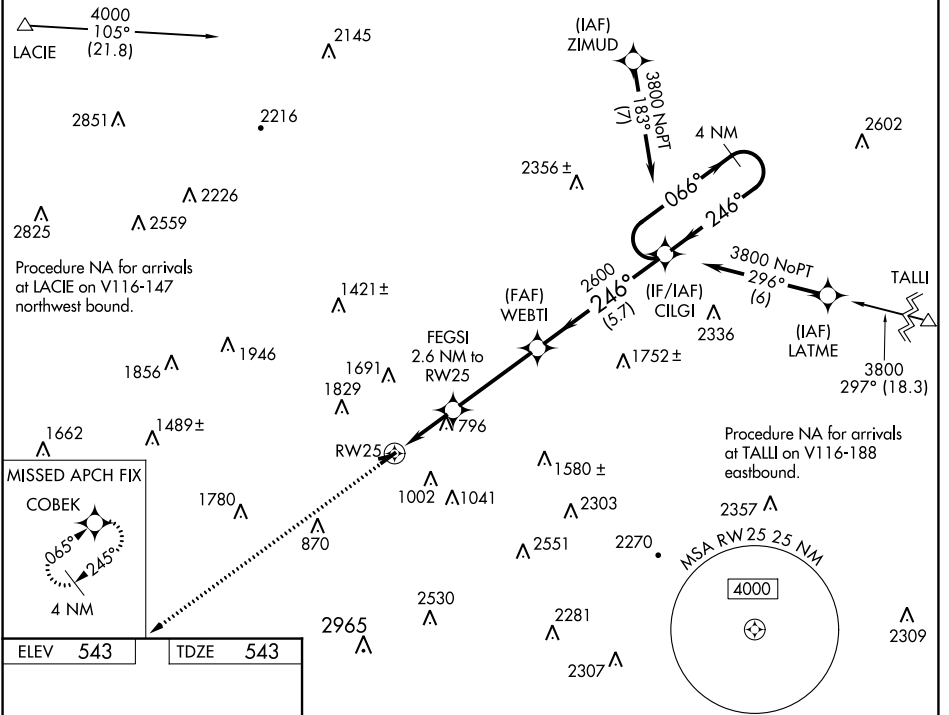 4000
105°
(21.8)
LACIE
2145
(IAF)
ZIMUD
3800 NoPT
183°
(7)
4 NM
2602
2851
2216
2356 ±
066°
246°
2226
2825
2559
3800 NoPT
296°
(6)
TALLI
Procedure NA for arrivals
at LACIE on V116-147
northwest bound.
2600
246°
(5.7)
(IF/IAF)
CILGI
(FAF)
WEBTI
1421 ±
2336
(IAF)
LATME
FEGSI
2.6 NM to
RW25
1946
1856
1691
1829
1752 ±
3800
297° (18.3)
796
1662
1489 ±
RW25
Procedure NA for arrivals
at TALLI on V116-188
eastbound.
MISSED APCH FIX
COBEK
065°
245°
4 NM
1580 ±
1002
1041
1780
870
2303
2357
2551
2270
MSA RW 25 25 NM
4000
2530
2281
2965
2309
2307
ELEV 543
TDZE 543